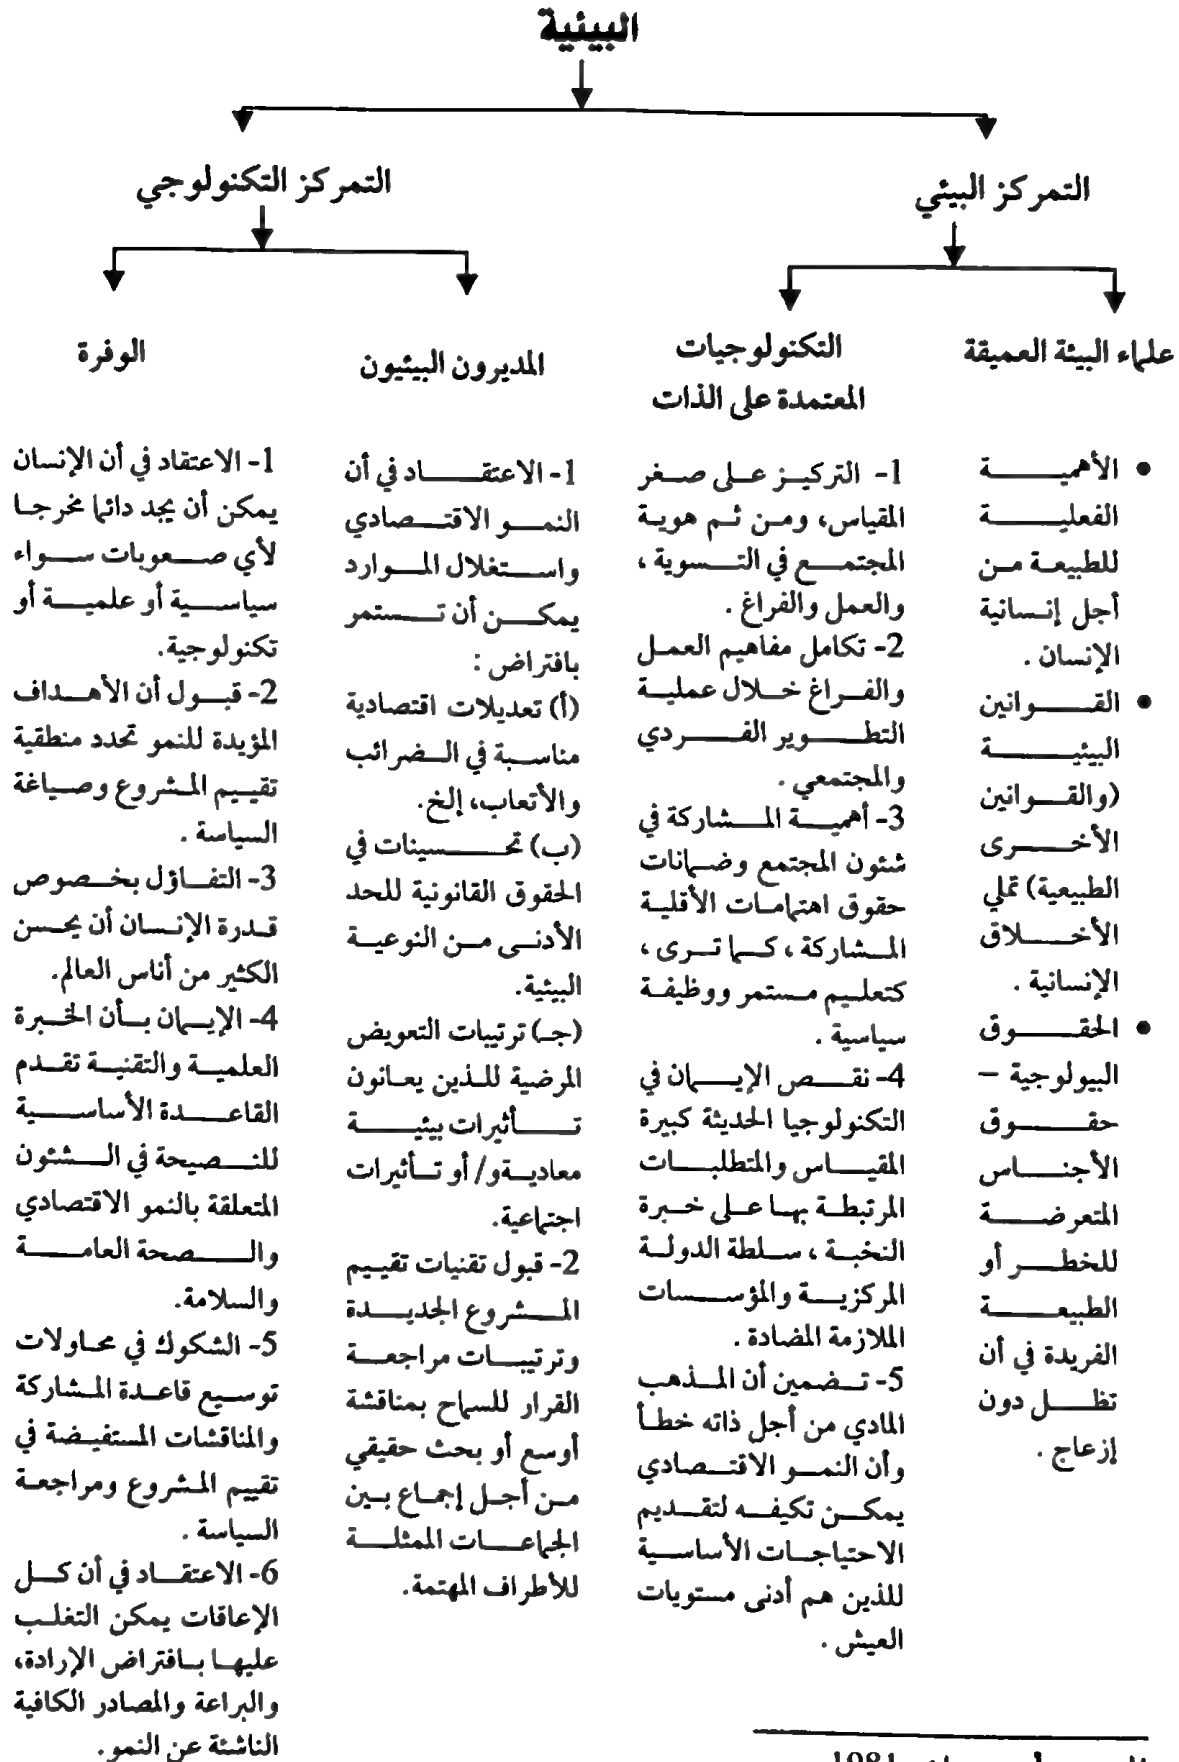 البيئية
التمركز البيئي
التمركز التكنولوجي
علماء البيئة العميقة
التكنولوجيات
المعتمدة على الذات
المديرون البيئيون
الوفرة
• الأهمية
الفعلية
للطبيعة من
أجل إنسانية
الإنسان .
• القوانين
البيئية
(والقوانين
الأخرى
الطبيعية) تملي
الأخلاق
الإنسانية .
• الحقوق
البيولوجية –
حقوق
الأجناس
المتعرضة
للخطر أو
الطبيعة
الفريدة في أن
تظل دون
إزعاج .
1- التركيز على صغر
المقياس، ومن ثم هوية
المجتمع في التسوية ،
والعمل والفراغ .
2- تكامل مفاهيم العمل
والفراغ خلال عملية
التطوير الفردي
والمجتمعي .
3- أهمية المشاركة في
شئون المجتمع وضمانات
حقوق اهتمامات الأقلية
المشاركة ، كما ترى ،
كتعليم مستمر ووظيفة
سياسية .
4- نقص الإيمان في
التكنولوجيا الحديثة كبيرة
المقياس والمتطلبات
المرتبطة بها على خبرة
النخبة ، سلطة الدولة
المركزية والمؤسسات
الملازمة المضادة .
5- تضمين أن المذهب
المادي من أجل ذاته خطأ
وأن النمو الاقتصادي
يمكن تكيفه لتقديم
الاحتياجات الأساسية
للذين هم أدنى مستويات
العيش .
1- الاعتقاد في أن
النمو الاقتصادي
واستغلال الموارد
يمكن أن تستمر
بافتراض :
(أ) تعديلات اقتصادية
مناسبة في الضرائب
والأتعاب، إلخ.
(ب) تحسينات في
الحقوق القانونية للحد
الأدنى من النوعية
البيئية.
(جـ) ترتيبات التعويض
المرضية للذين يعانون
تأثيرات بيئية
معادية و/ أو تأثيرات
اجتماعية.
2- قبول تقنيات تقييم
المشروع الجديدة
وترتيبات مراجعة
القرار للسماح بمناقشة
أوسع أو بحث حقيقي
من أجل إجماع بين
الجماعات الممثلة
للأطراف المهتمة.
1- الاعتقاد في أن الإنسان
يمكن أن يجد دائما مخرجا
لأي صعوبات سواء
سياسية أو علمية أو
تكنولوجية.
2- قبول أن الأهداف
المؤيدة للنمو تحدد منطقية
تقييم المشروع وصياغة
السياسة .
3- التفاؤل بخصوص
قدرة الإنسان أن يحسن
الكثير من أناس العالم.
4- الإيمان بأن الخبرة
العلمية والتقنية تقدم
القاعدة الأساسية
للنصيحة في الشئون
المتعلقة بالنمو الاقتصادي
والصحة العامة
والسلامة.
5- الشكوك في محاولات
توسيع قاعدة المشاركة
والمناقشات المستفيضة في
تقييم المشروع ومراجعة
السياسة .
6- الاعتقاد في أن كل
الإعاقات يمكن التغلب
عليها بافتراض الإرادة،
والبراعة والمصادر الكافية
الناشئة عن النمو.
1981